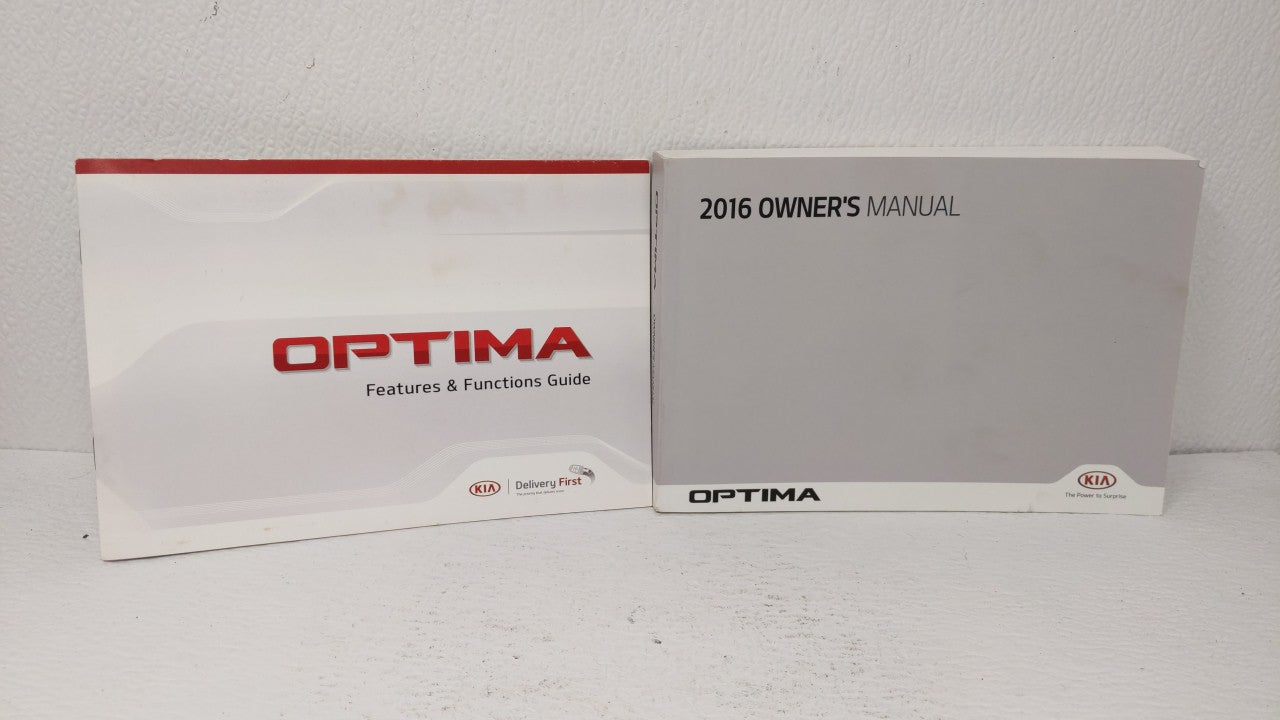 OPTIMA
Features & Functions Guide
KIA
Delivery First
2016 OWNER'S MANUAL
OPTIMA
KIA
The Power to Surprise